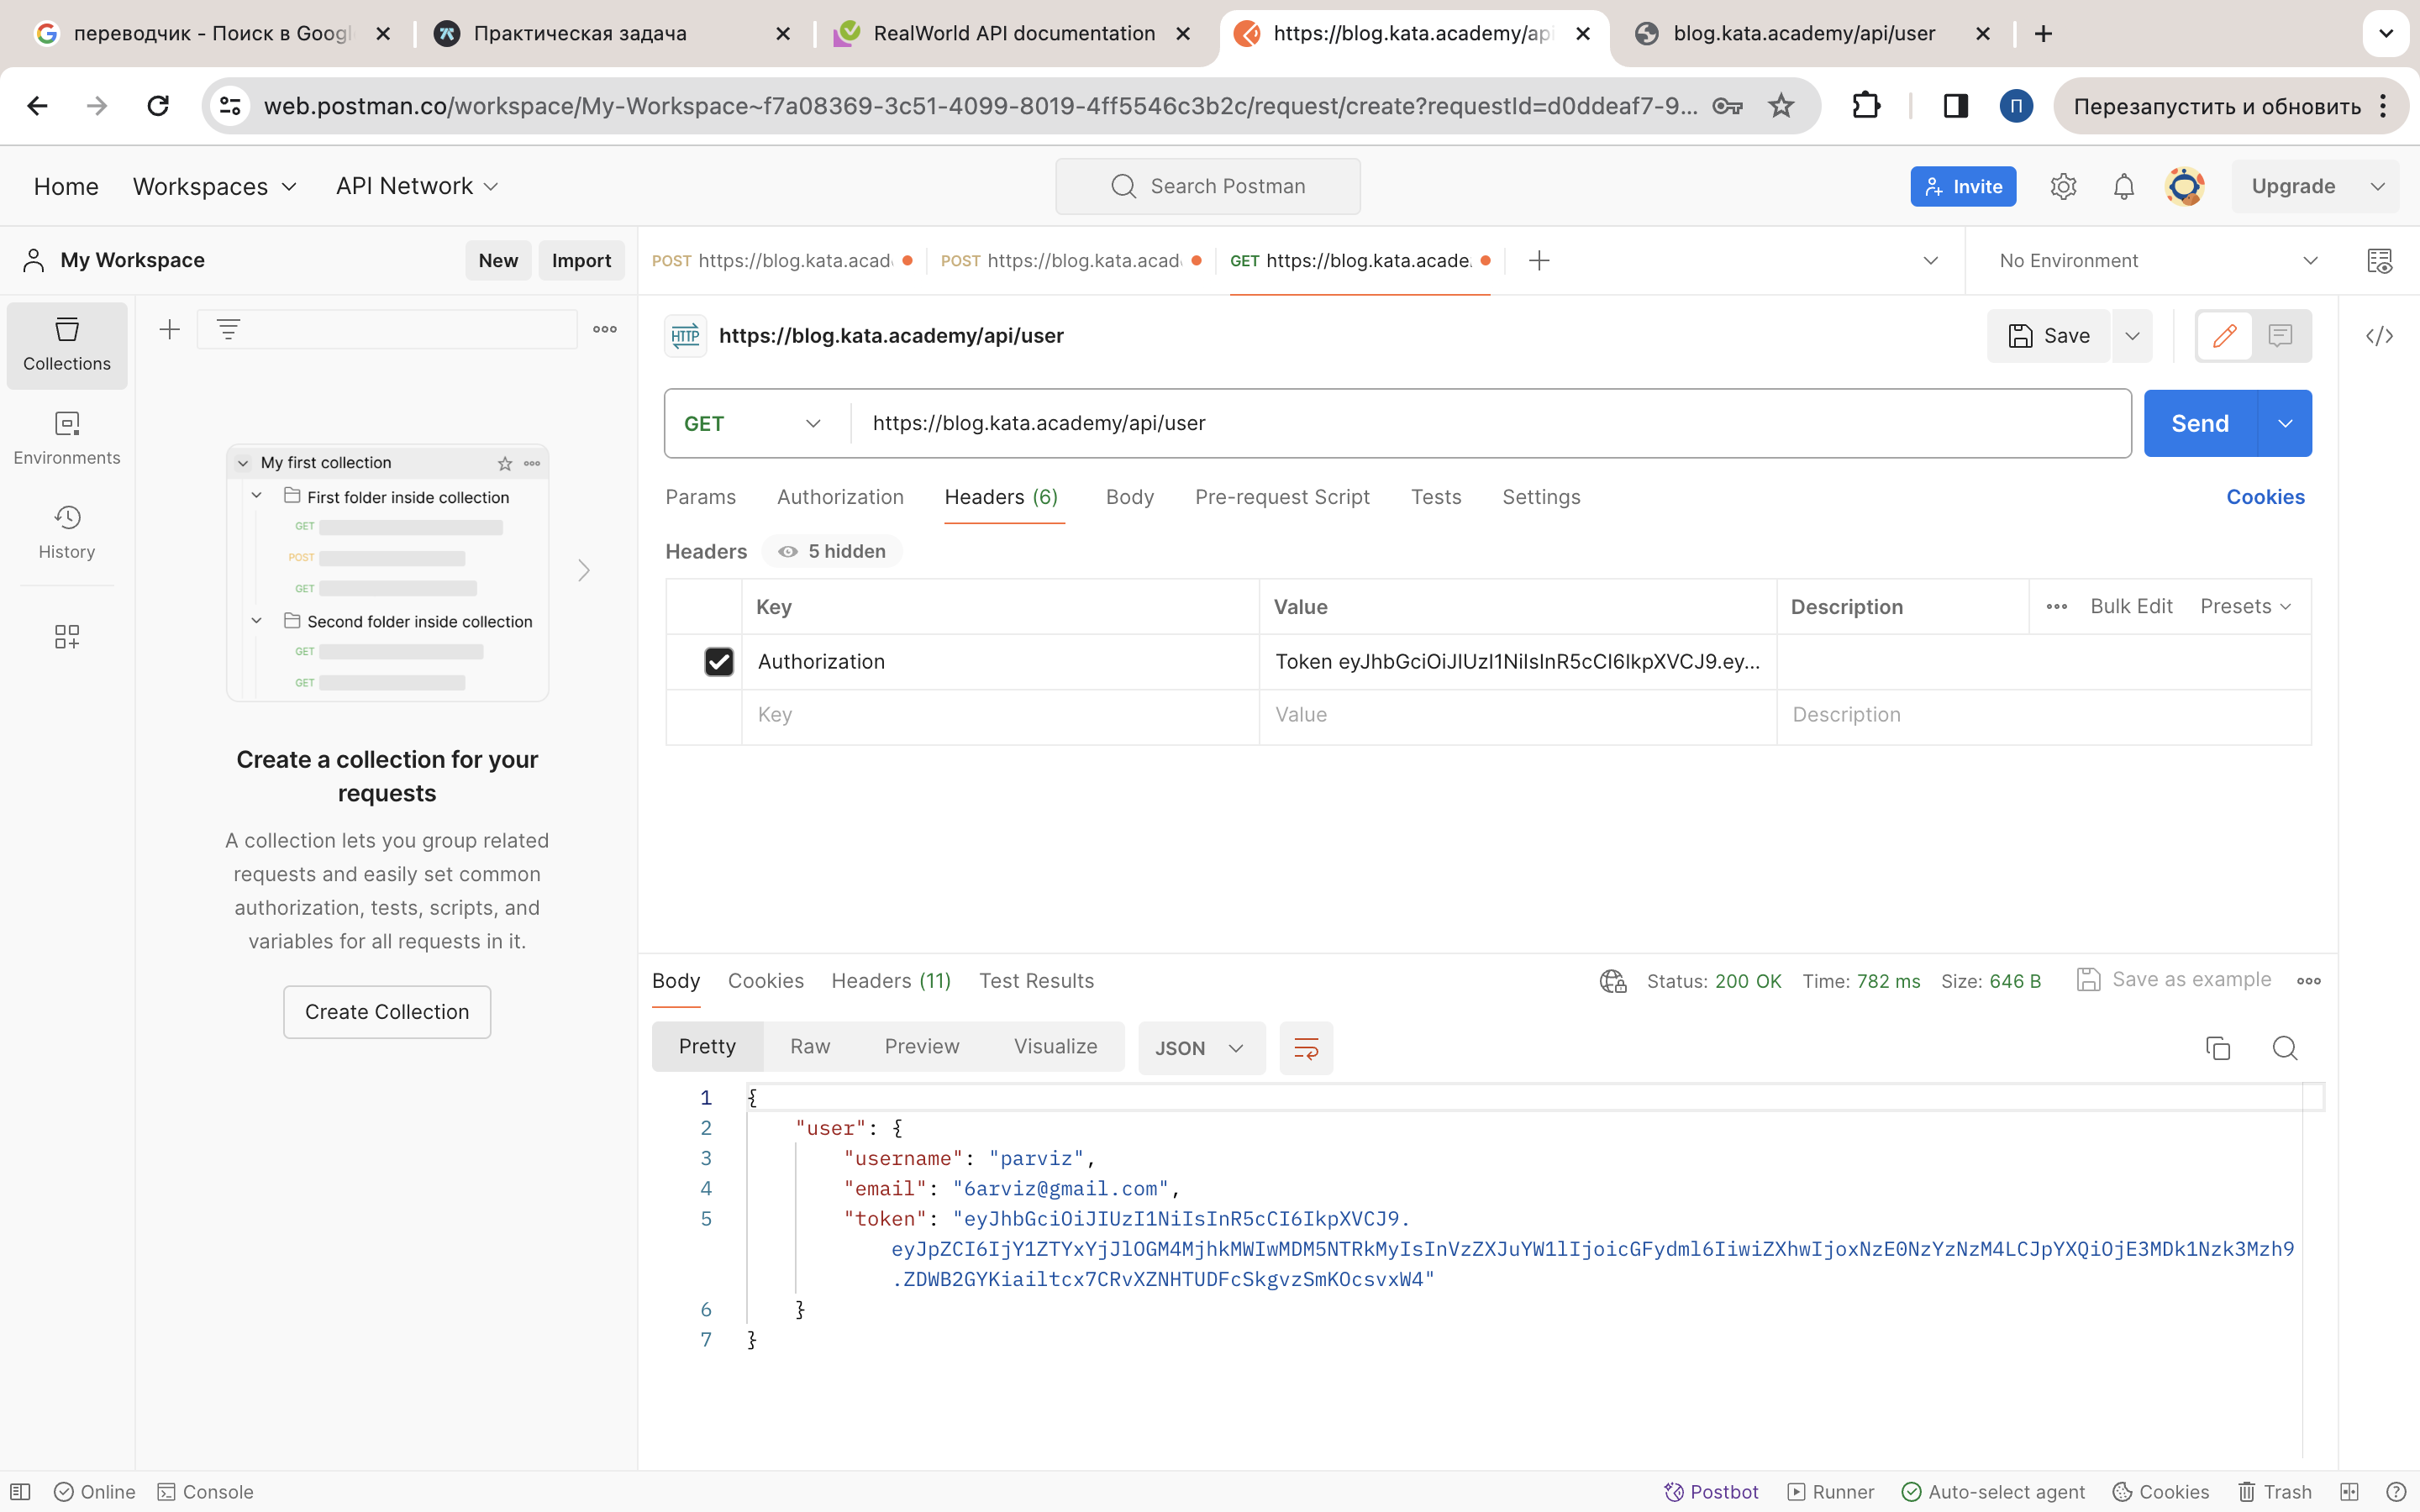 переводчик - Поиск в Googl
Практическая задача
RealWorld API documentation
https://blog.kata.academy/api
blog.kata.academy/api/user
web.postman.co/workspace/My-Workspace~f7a08369-3c51-4099-8019-4ff5546c3b2c/request/create?requestId=d0ddeaf7-9...
П
Перезапустить и обновить
Home
Workspaces
API Network
Search Postman
Invite
Upgrade
My Workspace
New
Import
POST https://blog.kata.acad
POST https://blog.kata.acad
GET https://blog.kata.acade
No Environment
Collections
Environments
History
HTTP https://blog.kata.academy/api/user
Save
GET
https://blog.kata.academy/api/user
Send
Params
Authorization
Headers (6)
Body
Pre-request Script
Tests
Settings
Cookies
Headers
5 hidden
Key
Value
Description
Bulk Edit
Presets
Authorization
Token eyJhbGciOiJIUzI1NiIsInR5cCI6IkpXVCJ9.ey...
Key
Value
Description
My first collection
First folder inside collection
GET
POST
GET
Second folder inside collection
GET
GET
Create a collection for your
requests
A collection lets you group related
requests and easily set common
authorization, tests, scripts, and
variables for all requests in it.
Create Collection
Body
Cookies
Headers (11)
Test Results
Status: 200 OK
Time: 782 ms
Size: 646 B
Save as example
Pretty
Raw
Preview
Visualize
JSON
1 {
2 "user": {
3 "username": "parviz",
4 "email": "6arviz@gmail.com",
5 "token": "eyJhbGciOiJIUzI1NiIsInR5cCI6IkpXVCJ9.
eyJpZCI6IjY1ZTYxYjJlOGM4MjhkMWIwMDM5NTRkMyIsInVzZXJuYW1lIjoicGFydml6IiwiZXhwIjoxNzE0NzYzNzM4LCJpYXQiOjE3MDk1Nzk3Mzh9
.ZDWB2GYKiailtcx7CRvXZNHTUDFcSkgvzSmKOcsvxW4"
6 }
7 }
Online
Console
Postbot
Runner
Auto-select agent
Cookies
Trash